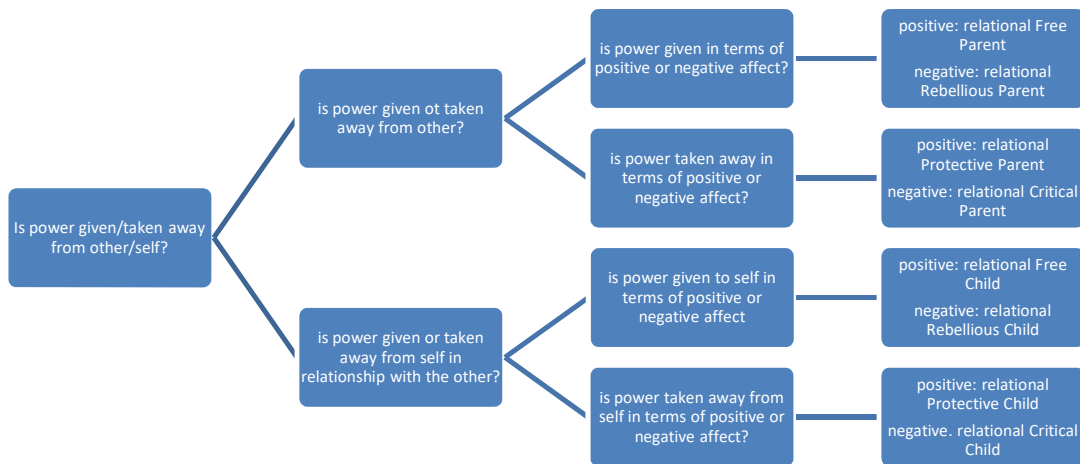 Is power given/taken away
from other/self?
is power given ot taken
away from other?
is power given in terms of
positive or negative affect?
positive: relational Free
Parent
negative: relational
Rebellious Parent
is power taken away in
terms of positive or
negative affect?
positive: relational
Protective Parent
negative: relational Critical
Parent
is power given or taken
away from self in
relationship with the other?
is power given to self in
terms of positive or
negative affect
positive: relational Free
Child
negative: relational
Rebellious Child
is power taken away from
self in terms of positive or
negative affect?
positive: relational
Protective Child
negative. relational Critical
Child